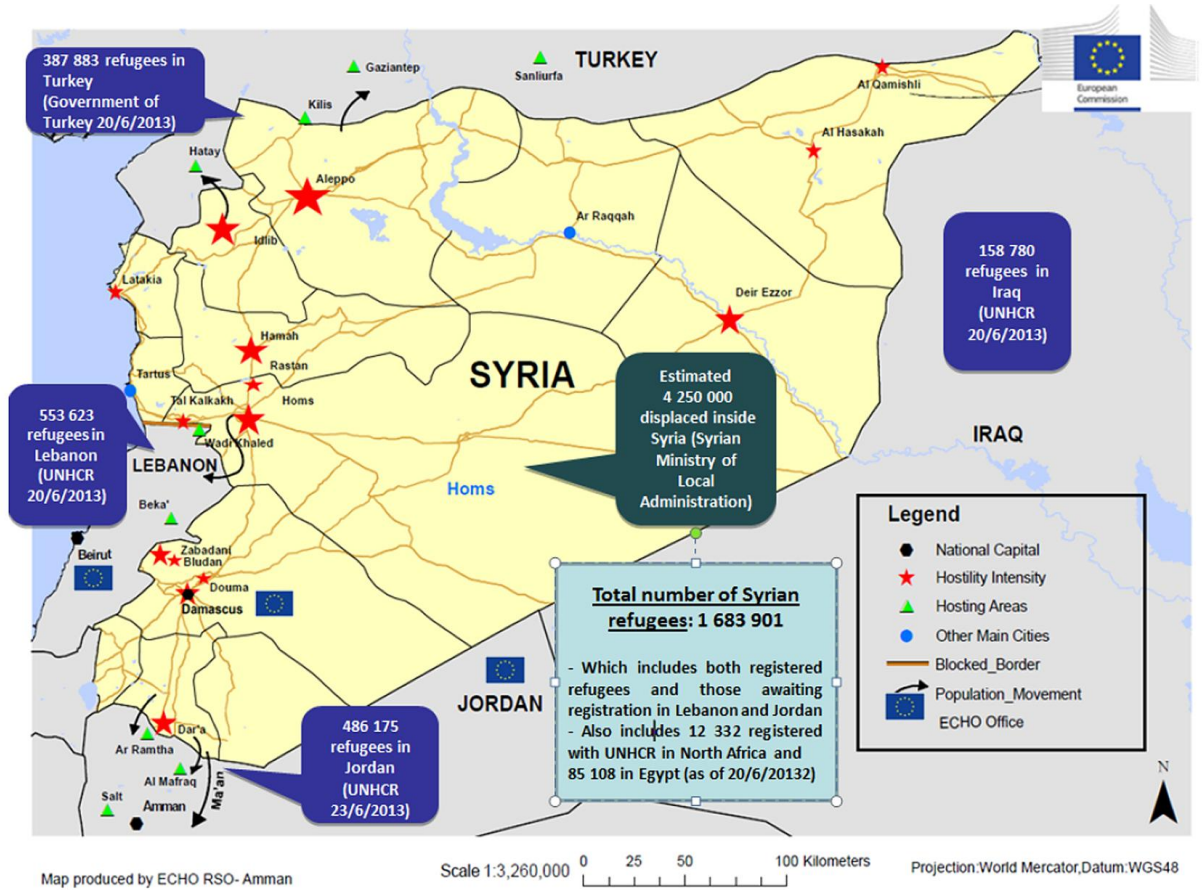 387 883 refugees in
Turkey
(Government of
Turkey 20/6/2013)
Gaziantep
Sanliurfa
TURKEY
Kilis
Hatay
Al Qamishli
Al Hasakah
European
Commission
Aleppo
Idlib
Ar Raqqah
Latakia
Deir Ezzor
158 780
refugees in
Iraq
(UNHCR
20/6/2013)
Hamah
Rastan
Tartus
Tal Kalkakh
Homs
Wadi Khaled
SYRIA
Estimated
4 250 000
displaced inside
Syria (Syrian
Ministry of
Local
Administration)
IRAQ
553 623
refugees in
Lebanon
(UNHCR
20/6/2013)
LEBANON
Homs
Beka'
Beirut
Zabadani
Bludan
Douma
Damascus
Legend
National Capital
Hostility Intensity
Hosting Areas
Other Main Cities
Blocked_Border
Population_Movement
ECHO Office
Total number of Syrian
refugees: 1 683 901
- Which includes both registered
refugees and those awaiting
registration in Lebanon and Jordan
- Also includes 12 332 registered
with UNHCR in North Africa and
85 108 in Egypt (as of 20/6/20132)
JORDAN
Dar'a
Ar Ramtha
Al Mafraq
Ma'an
Salt
Amman
486 175
refugees in
Jordan
(UNHCR
23/6/2013)
N
Map produced by ECHO RSO- Amman
Scale 1:3,260,000
0 25 50 100 Kilometers
Projection:World Mercator,Datum:WGS48